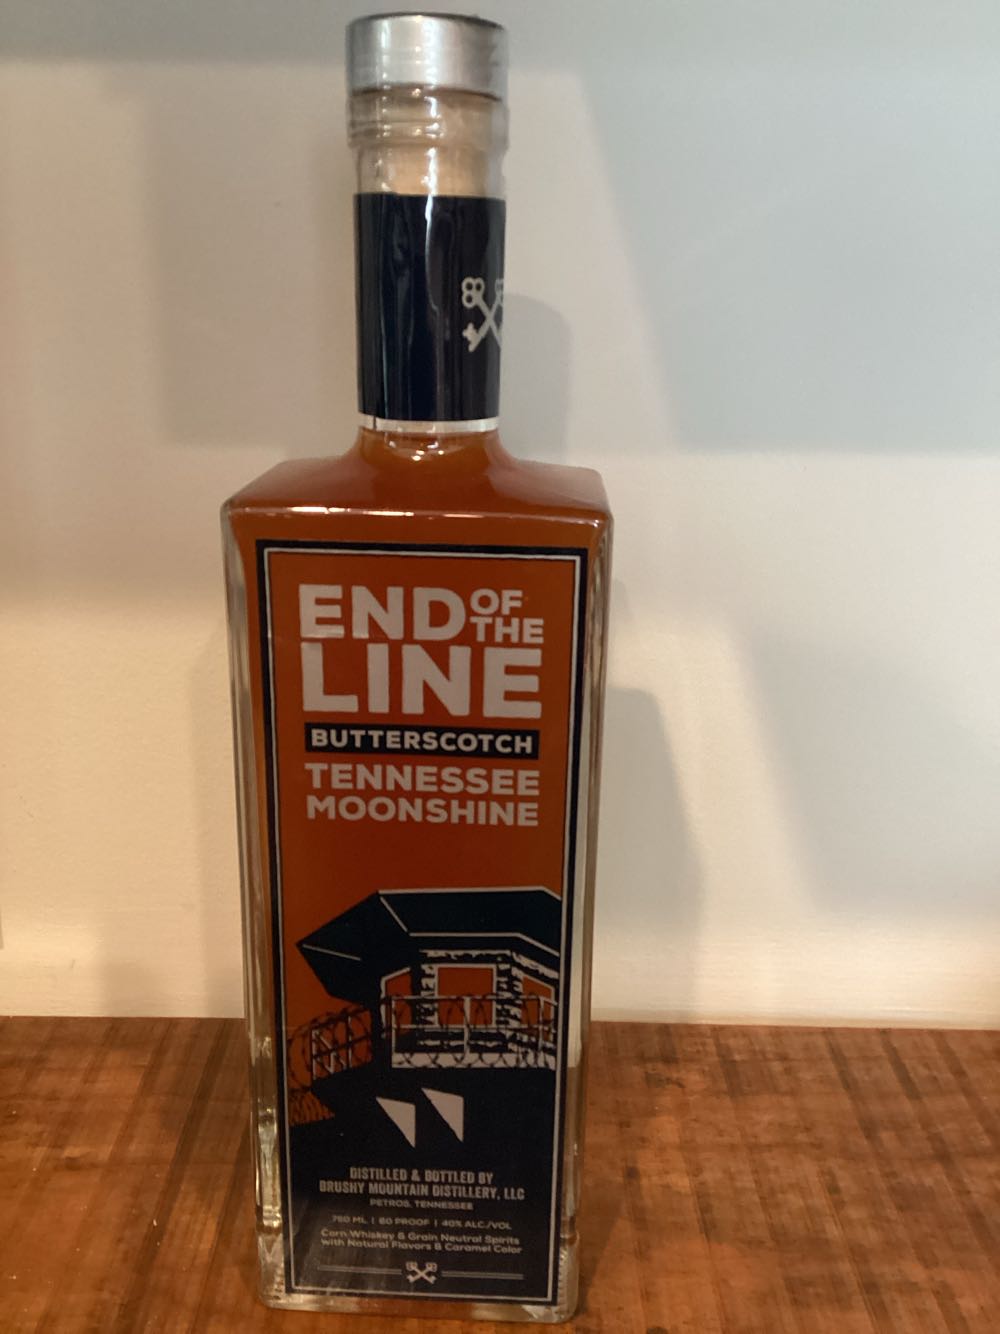 END OF
THE
LINE
BUTTERSCOTCH
TENNESSEE
MOONSHINE
DISTILLED & BOTTLED BY
BRUSHY MOUNTAIN DISTILLERY, LLC
PETROS, TENNESSEE
750 ML | 80 PROOF | 40% ALC./VOL
Corn Whiskey & Grain Neutral Spirits
with Natural Flavors & Caramel Color